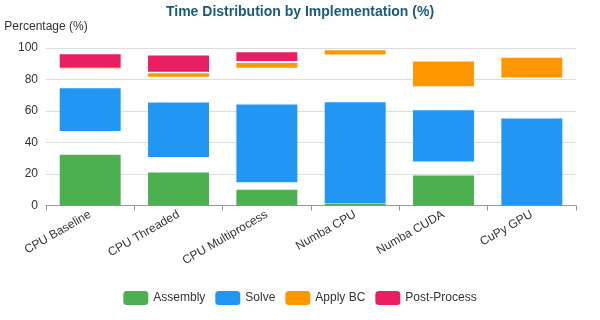 Time Distribution by Implementation (%)
Percentage (%)
100
80
60
40
20
0
CPU Baseline
CPU Threaded
CPU Multiprocess
Numba CPU
Numba CUDA
CuPy GPU
Assembly Solve Apply BC Post-Process